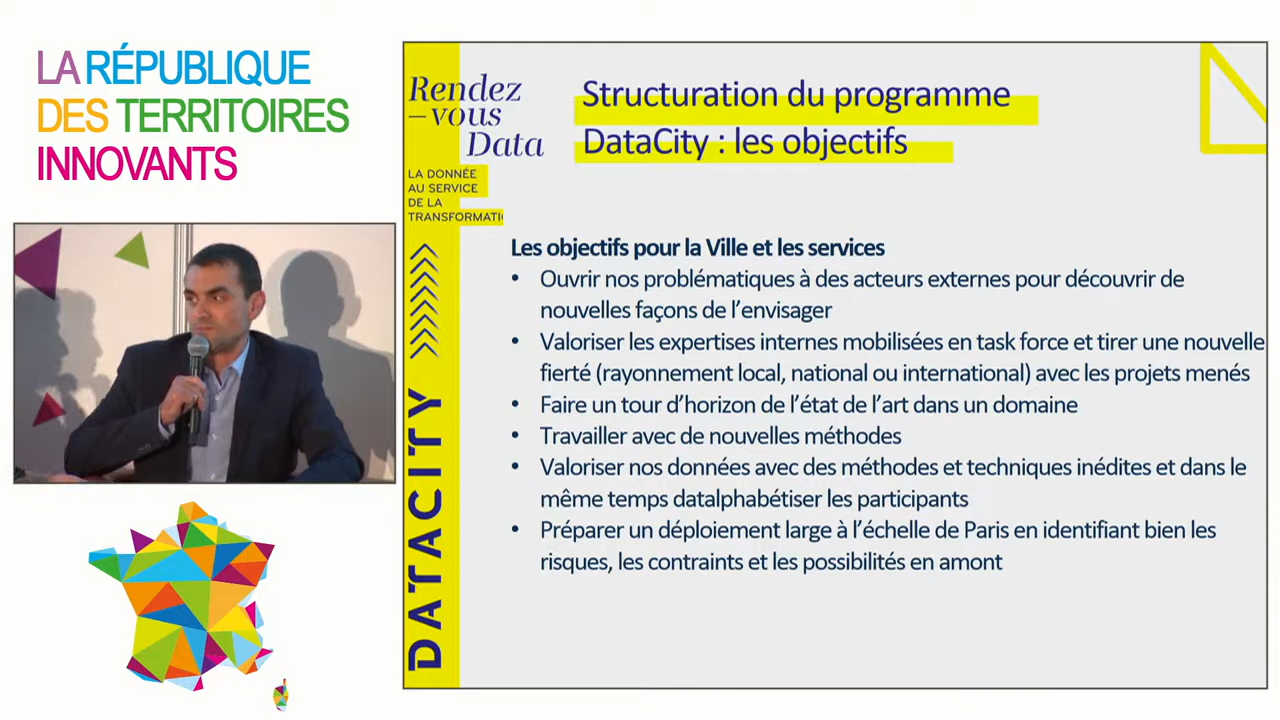 LA RÉPUBLIQUE
DES TERRITOIRES
INNOVANTS
Rendez
–vous
Data
LA DONNÉE
AU SERVICE
DE LA
TRANSFORMATI
DATACITY
Structuration du programme
DataCity : les objectifs
Les objectifs pour la Ville et les services
• Ouvrir nos problématiques à des acteurs externes pour découvrir de
nouvelles façons de l’envisager
• Valoriser les expertises internes mobilisées en task force et tirer une nouvelle
fierté (rayonnement local, national ou international) avec les projets menés
• Faire un tour d’horizon de l’état de l’art dans un domaine
• Travailler avec de nouvelles méthodes
• Valoriser nos données avec des méthodes et techniques inédites et dans le
même temps datalphabétiser les participants
• Préparer un déploiement large à l’échelle de Paris en identifiant bien les
risques, les contraints et les possibilités en amont